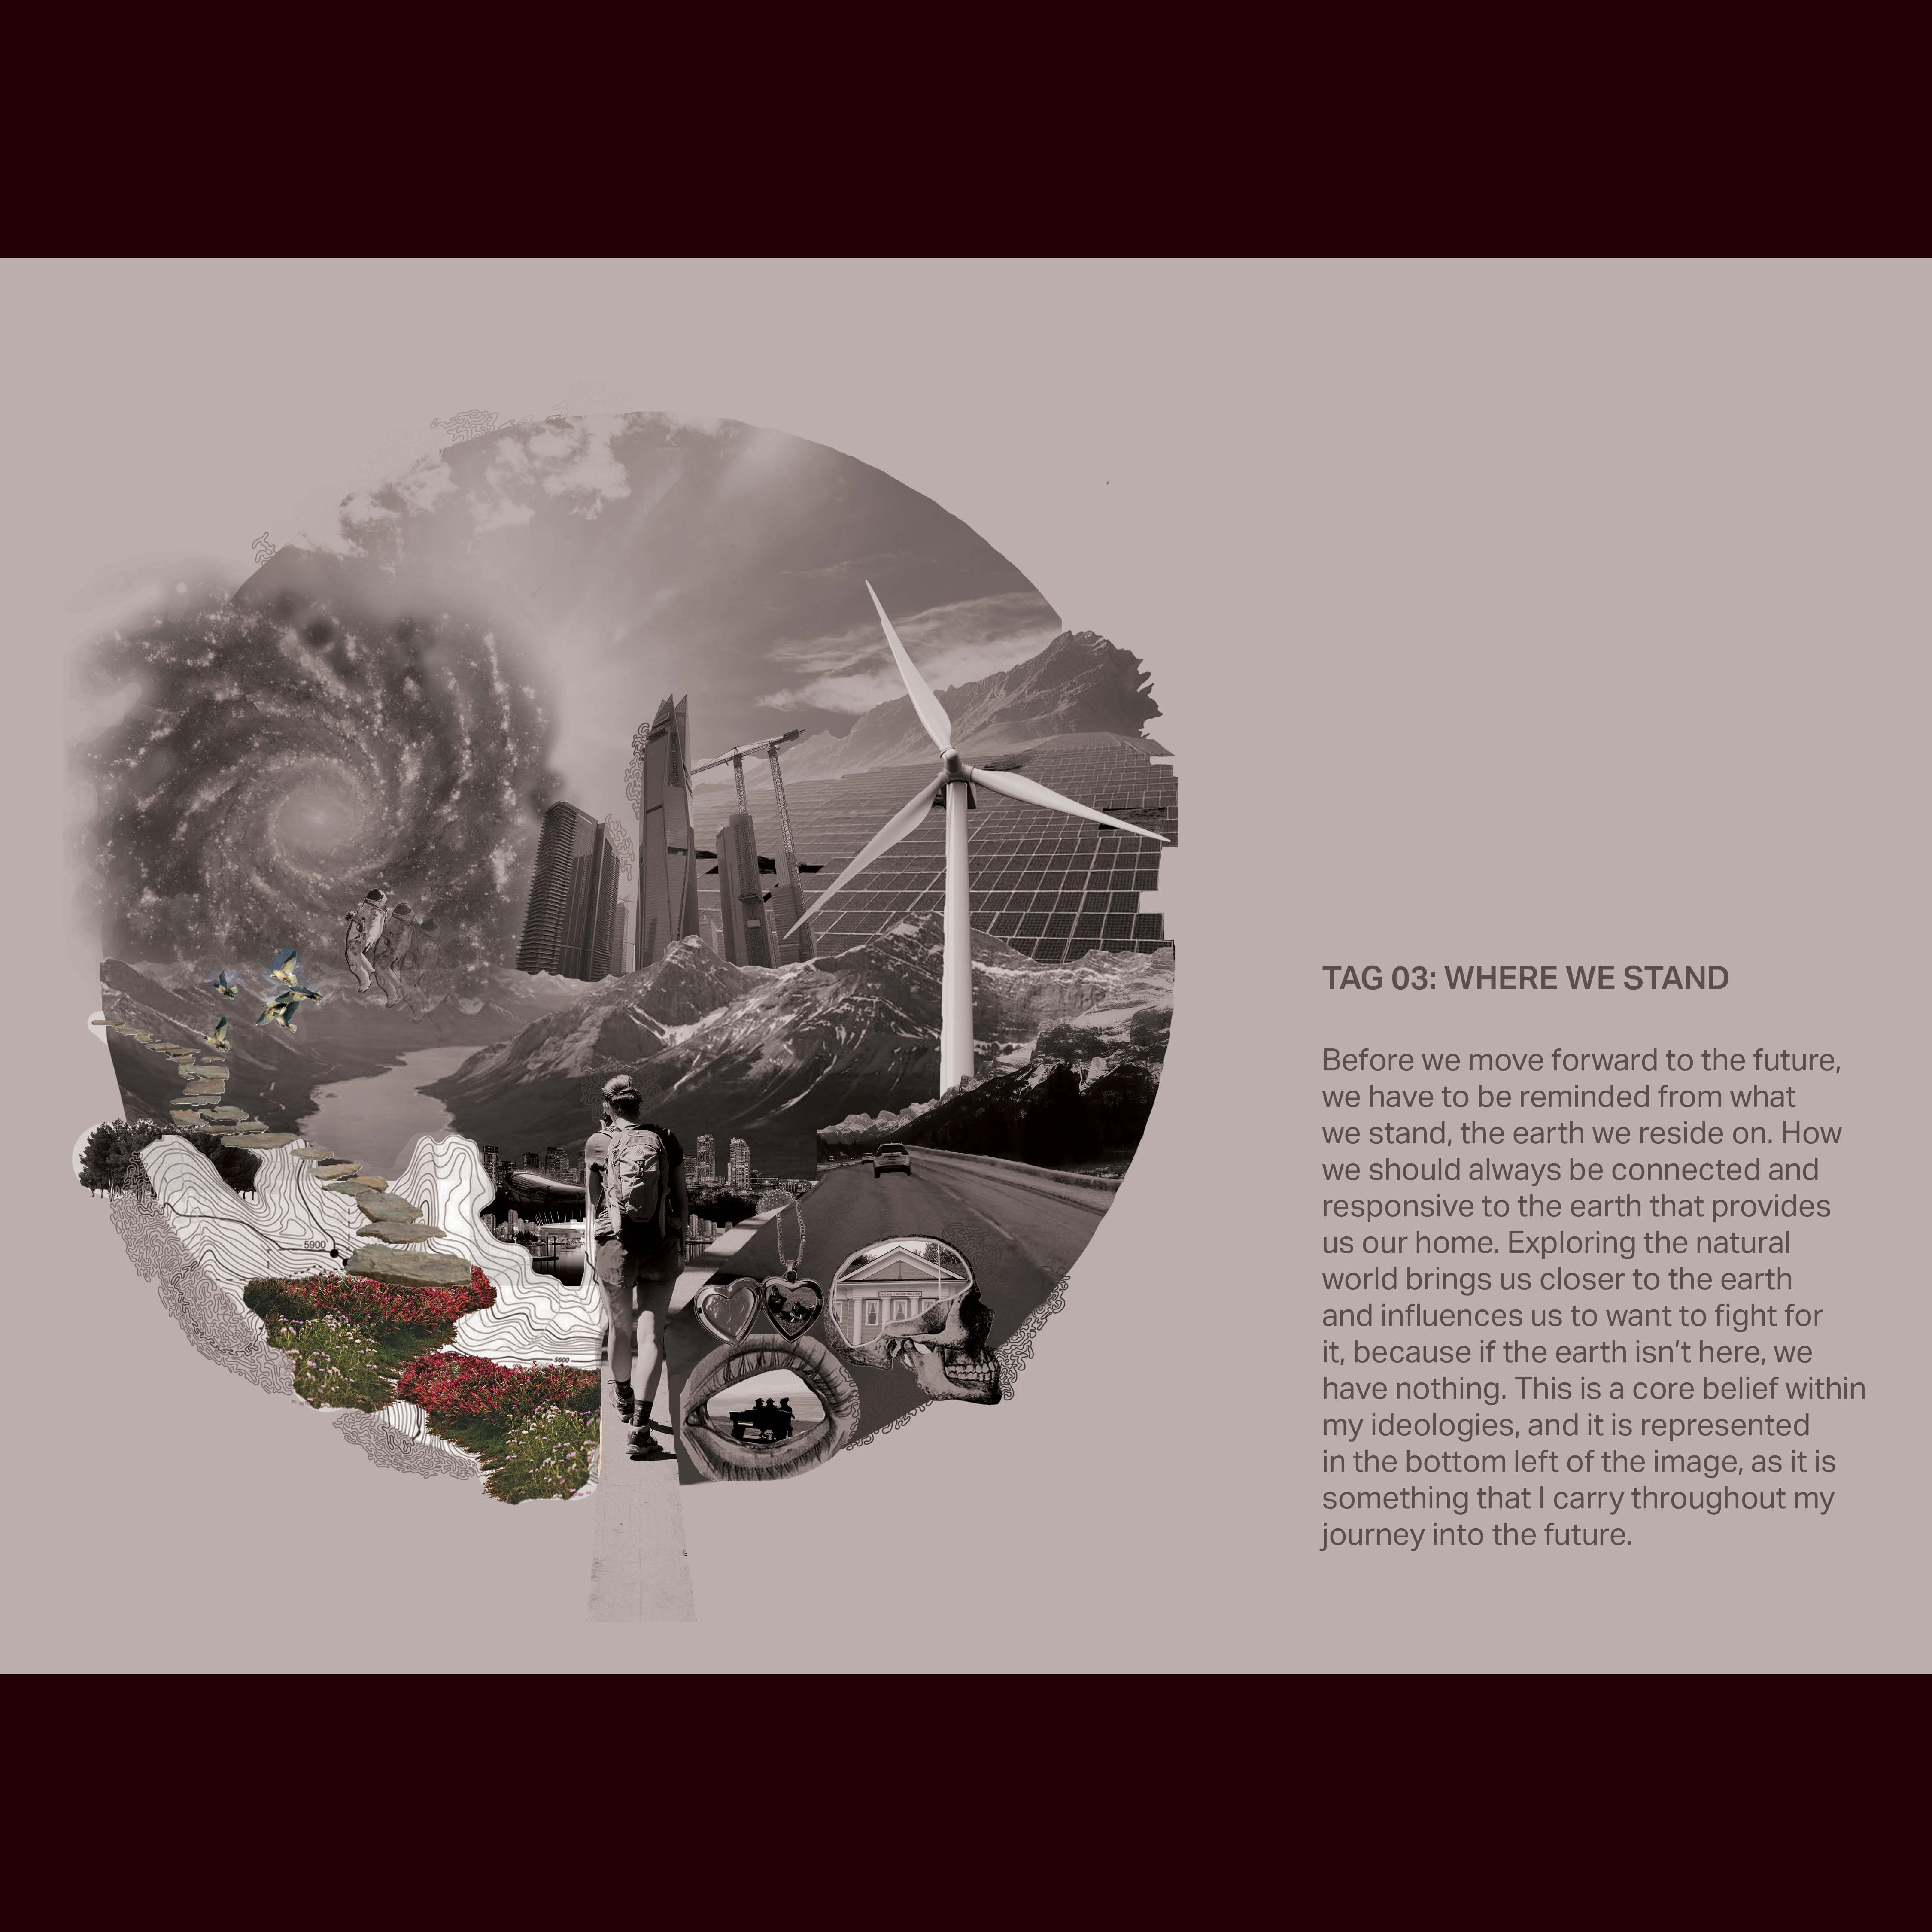 5900
5600
TAG 03: WHERE WE STAND
Before we move forward to the future,
we have to be reminded from what
we stand, the earth we reside on. How
we should always be connected and
responsive to the earth that provides
us our home. Exploring the natural
world brings us closer to the earth
and influences us to want to fight for
it, because if the earth isn’t here, we
have nothing. This is a core belief within
my ideologies, and it is represented
in the bottom left of the image, as it is
something that I carry throughout my
journey into the future.